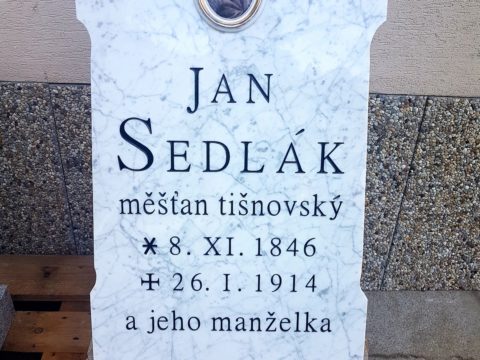 JAN
SEDLÁK
měšťan tišnovský
* 8. XI. 1846
✝ 26. I. 1914
a jeho manželka